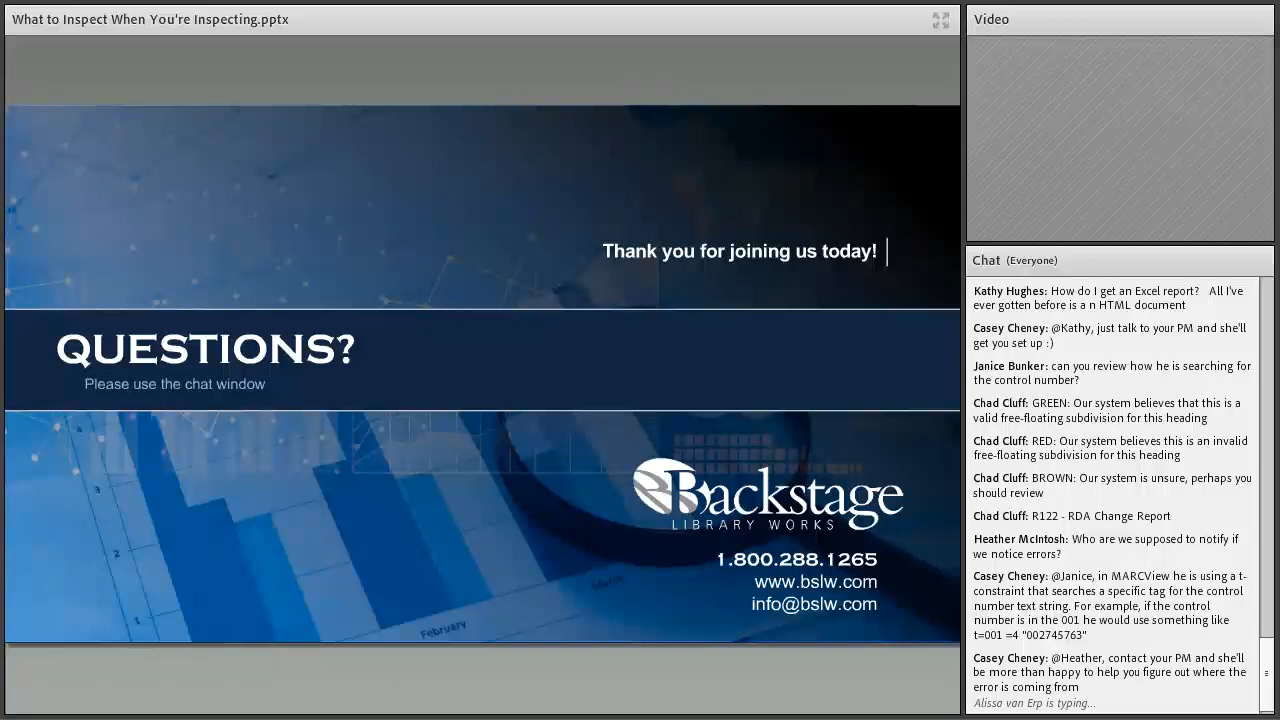 What to Inspect When You're Inspecting.pptx
Thank you for joining us today!
QUESTIONS?
Please use the chat window
3
2
1
February
March
Backstage
LIBRARY WORKS
1.800.288.1265
www.bslw.com
info@bslw.com
Video
Chat (Everyone)
Kathy Hughes: How do I get an Excel report? All I've
ever gotten before is a n HTML document
Casey Cheney: @Kathy, just talk to your PM and she'll
get you set up :)
Janice Bunker: can you review how he is searching for
the control number?
Chad Cluff: GREEN: Our system believes that this is a
valid free-floating subdivision for this heading
Chad Cluff: RED: Our system believes this is an invalid
free-floating subdivision for this heading
Chad Cluff: BROWN: Our system is unsure, perhaps you
should review
Chad Cluff: R122 - RDA Change Report
Heather McIntosh: Who are we supposed to notify if
we notice errors?
Casey Cheney: @Janice, in MARCView he is using a t-
constraint that searches a specific tag for the control
number text string. For example, if the control
number is in the 001 he would use something like
t=001 =4 "002745763"
Casey Cheney: @Heather, contact your PM and she'll
be more than happy to help you figure out where the
error is coming from
Alissa van Erp is typing...